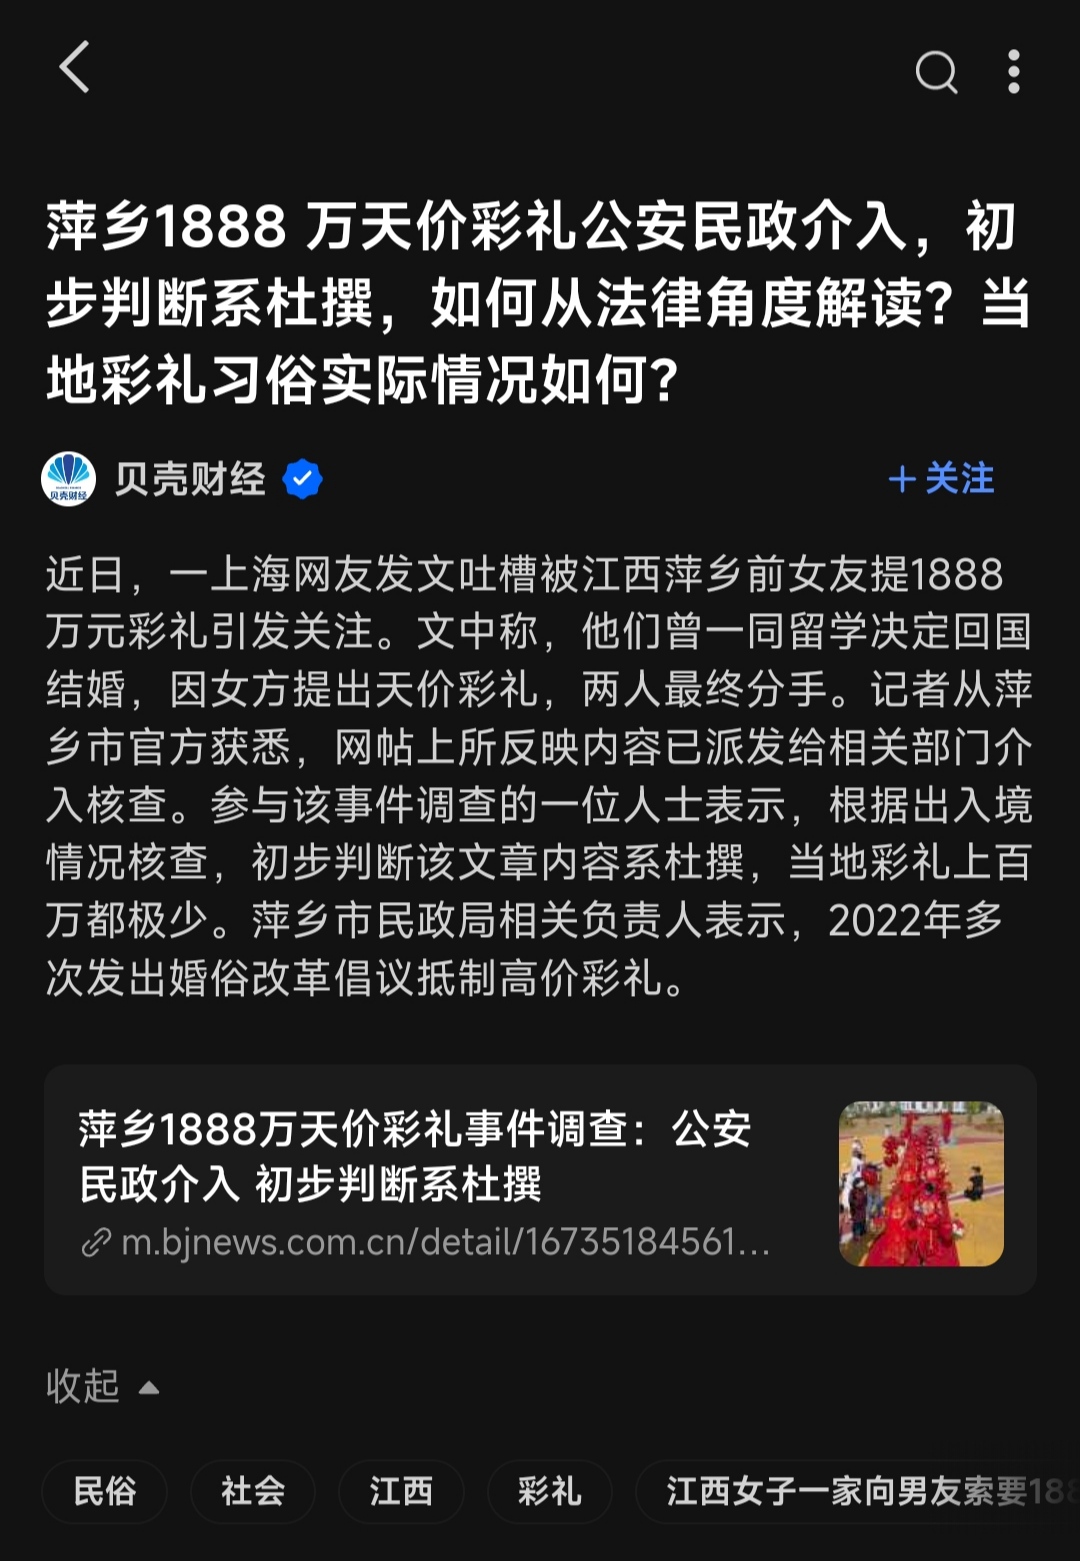 萍乡1888 万天价彩礼公安民政介入，初
步判断系杜撰，如何从法律角度解读？当
地彩礼习俗实际情况如何？
贝壳财经
贝壳财经
+ 关注
近日，一上海网友发文吐槽被江西萍乡前女友提1888
万元彩礼引发关注。文中称，他们曾一同留学决定回国
结婚，因女方提出天价彩礼，两人最终分手。记者从萍
乡市官方获悉，网帖上所反映内容已派发给相关部门介
入核查。参与该事件调查的一位人士表示，根据出入境
情况核查，初步判断该文章内容系杜撰，当地彩礼上百
万都极少。萍乡市民政局相关负责人表示，2022年多
次发出婚俗改革倡议抵制高价彩礼。
萍乡1888万天价彩礼事件调查：公安
民政介入 初步判断系杜撰
m.bjnews.com.cn/detail/16735184561...
收起
民俗
社会
江西
彩礼
江西女子一家向男友索要188